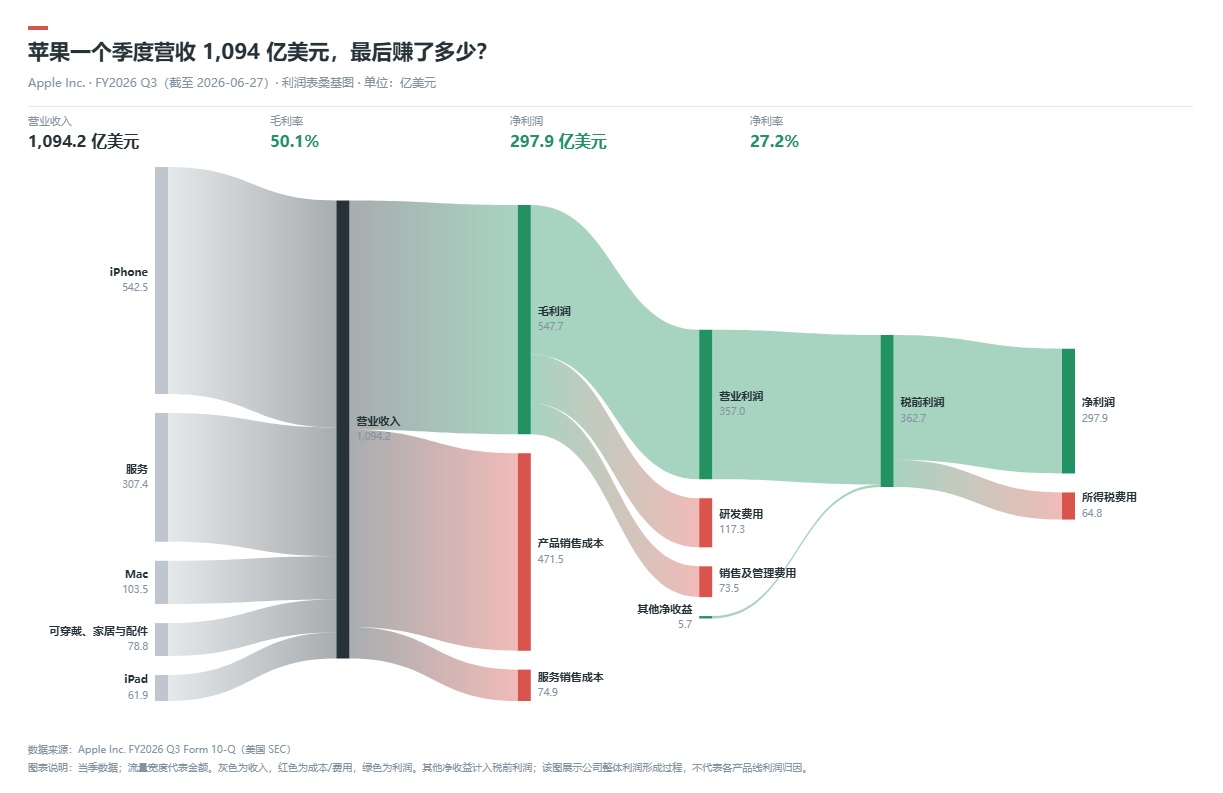 苹果一个季度营收 1,094 亿美元，最后赚了多少？
Apple Inc. · FY2026 Q3（截至 2026-06-27）· 利润表桑基图 · 单位：亿美元
营业收入
1,094.2 亿美元
毛利率
50.1%
净利润
297.9 亿美元
净利率
27.2%
iPhone
542.5
服务
307.4
Mac
103.5
可穿戴、家居与配件
78.8
iPad
61.9
营业收入
1,094.2
毛利润
547.7
产品销售成本
471.5
服务销售成本
74.9
营业利润
357.0
研发费用
117.3
销售及管理费用
73.5
其他净收益
5.7
税前利润
362.7
净利润
297.9
所得税费用
64.8
数据来源：Apple Inc. FY2026 Q3 Form 10-Q（美国 SEC）
图表说明：当季数据；流量宽度代表金额。灰色为收入，红色为成本/费用，绿色为利润。其他净收益计入税前利润；该图展示公司整体利润形成过程，不代表各产品线利润归因。